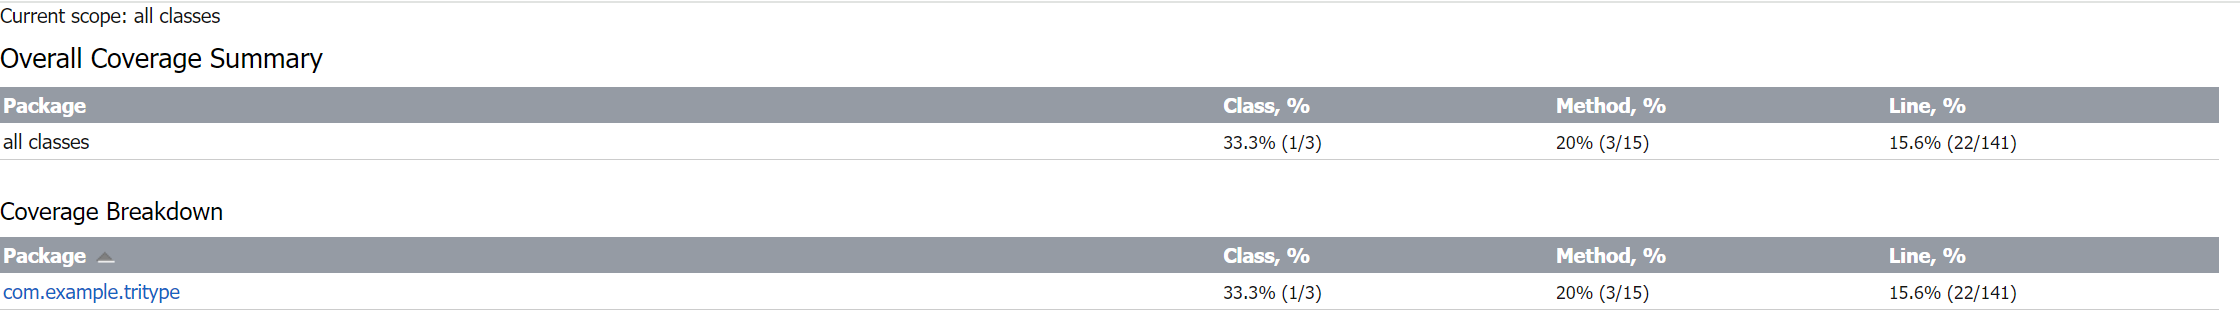 Current scope: all classes
Overall Coverage Summary
Package Class, % Method, % Line, %
all classes 33.3% (1/3) 20% (3/15) 15.6% (22/141)
Coverage Breakdown
Package Class, % Method, % Line, %
com.example.tritype 33.3% (1/3) 20% (3/15) 15.6% (22/141)